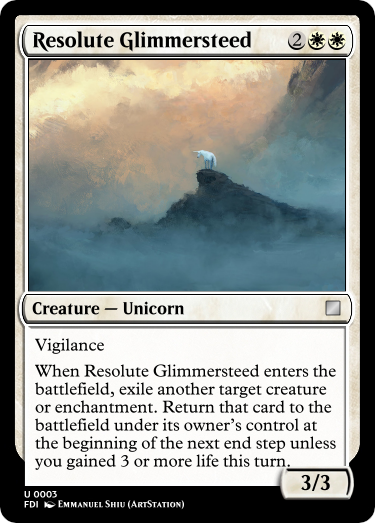 Resolute Glimmersteed 2
Creature — Unicorn
Vigilance
When Resolute Glimmersteed enters the
battlefield, exile another target creature
or enchantment. Return that card to the
battlefield under its owner's control at
the beginning of the next end step unless
you gained 3 or more life this turn.
3/3
U 0003
FDI Emmanuel Shiu (ArtStation)